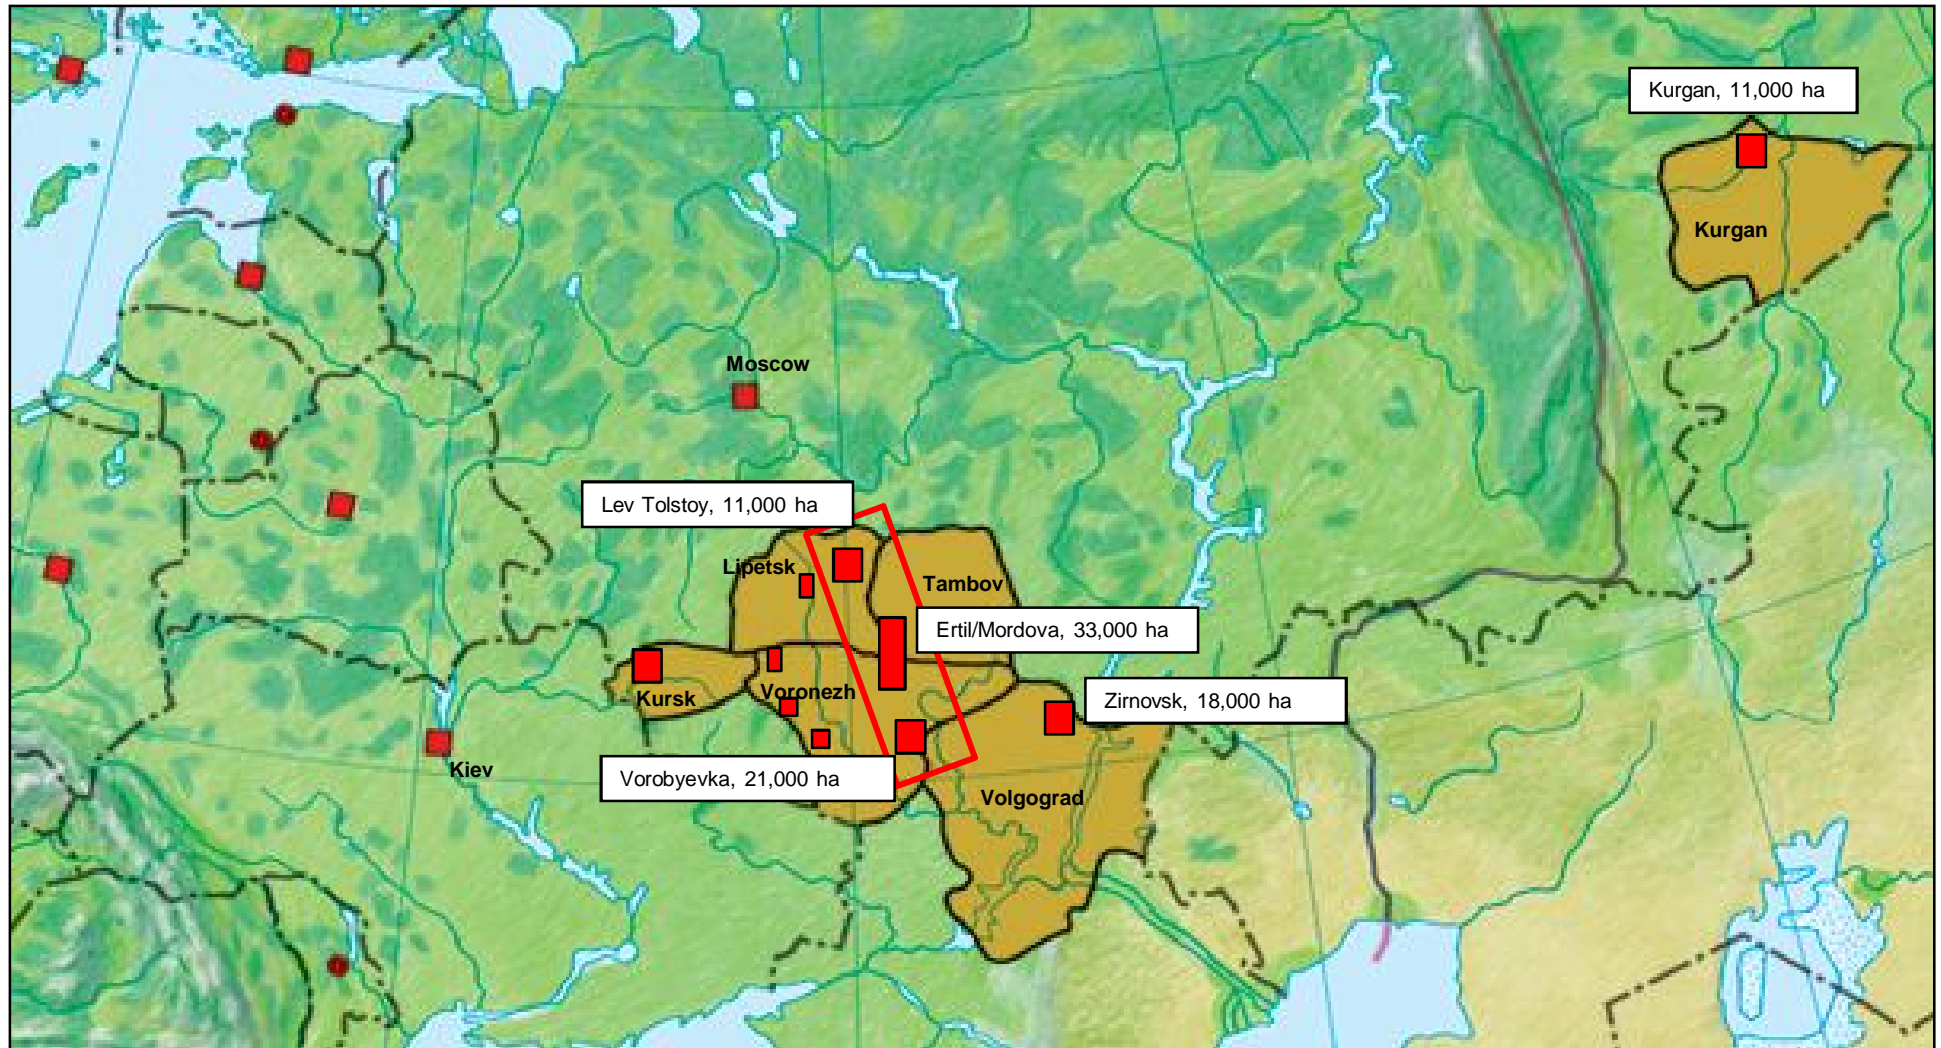 Kurgan, 11,000 ha
Kurgan
Moscow
Lev Tolstoy, 11,000 ha
Lipetsk
Tambov
Ertil/Mordova, 33,000 ha
Kursk
Voronezh
Zirnovsk, 18,000 ha
Kiev
Vorobyevka, 21,000 ha
Volgograd